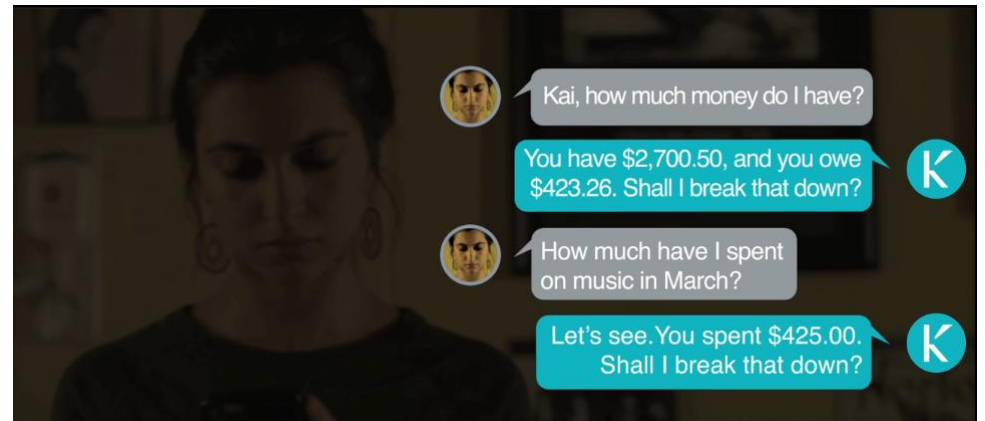 Kai, how much money do I have?
You have $2,700.50, and you owe
$423.26. Shall I break that down?
K
How much have I spent
on music in March?
Let's see.You spent $425.00.
Shall I break that down?
K